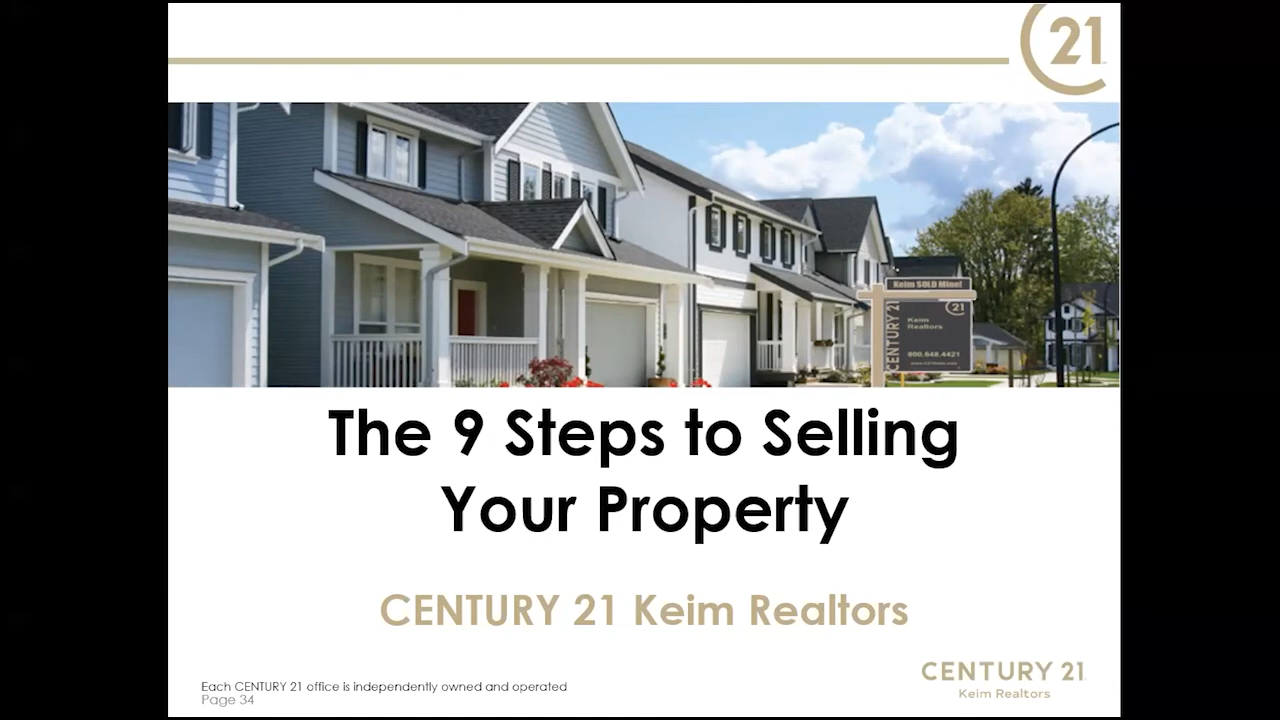 21
Keim SOLD Mine!
CENTURY 21
21
Keim
Realtors
800.648.4421
The 9 Steps to Selling
Your Property
CENTURY 21 Keim Realtors
CENTURY 21
Keim Realtors
Each CENTURY 21 office is independently owned and operated
Page 34